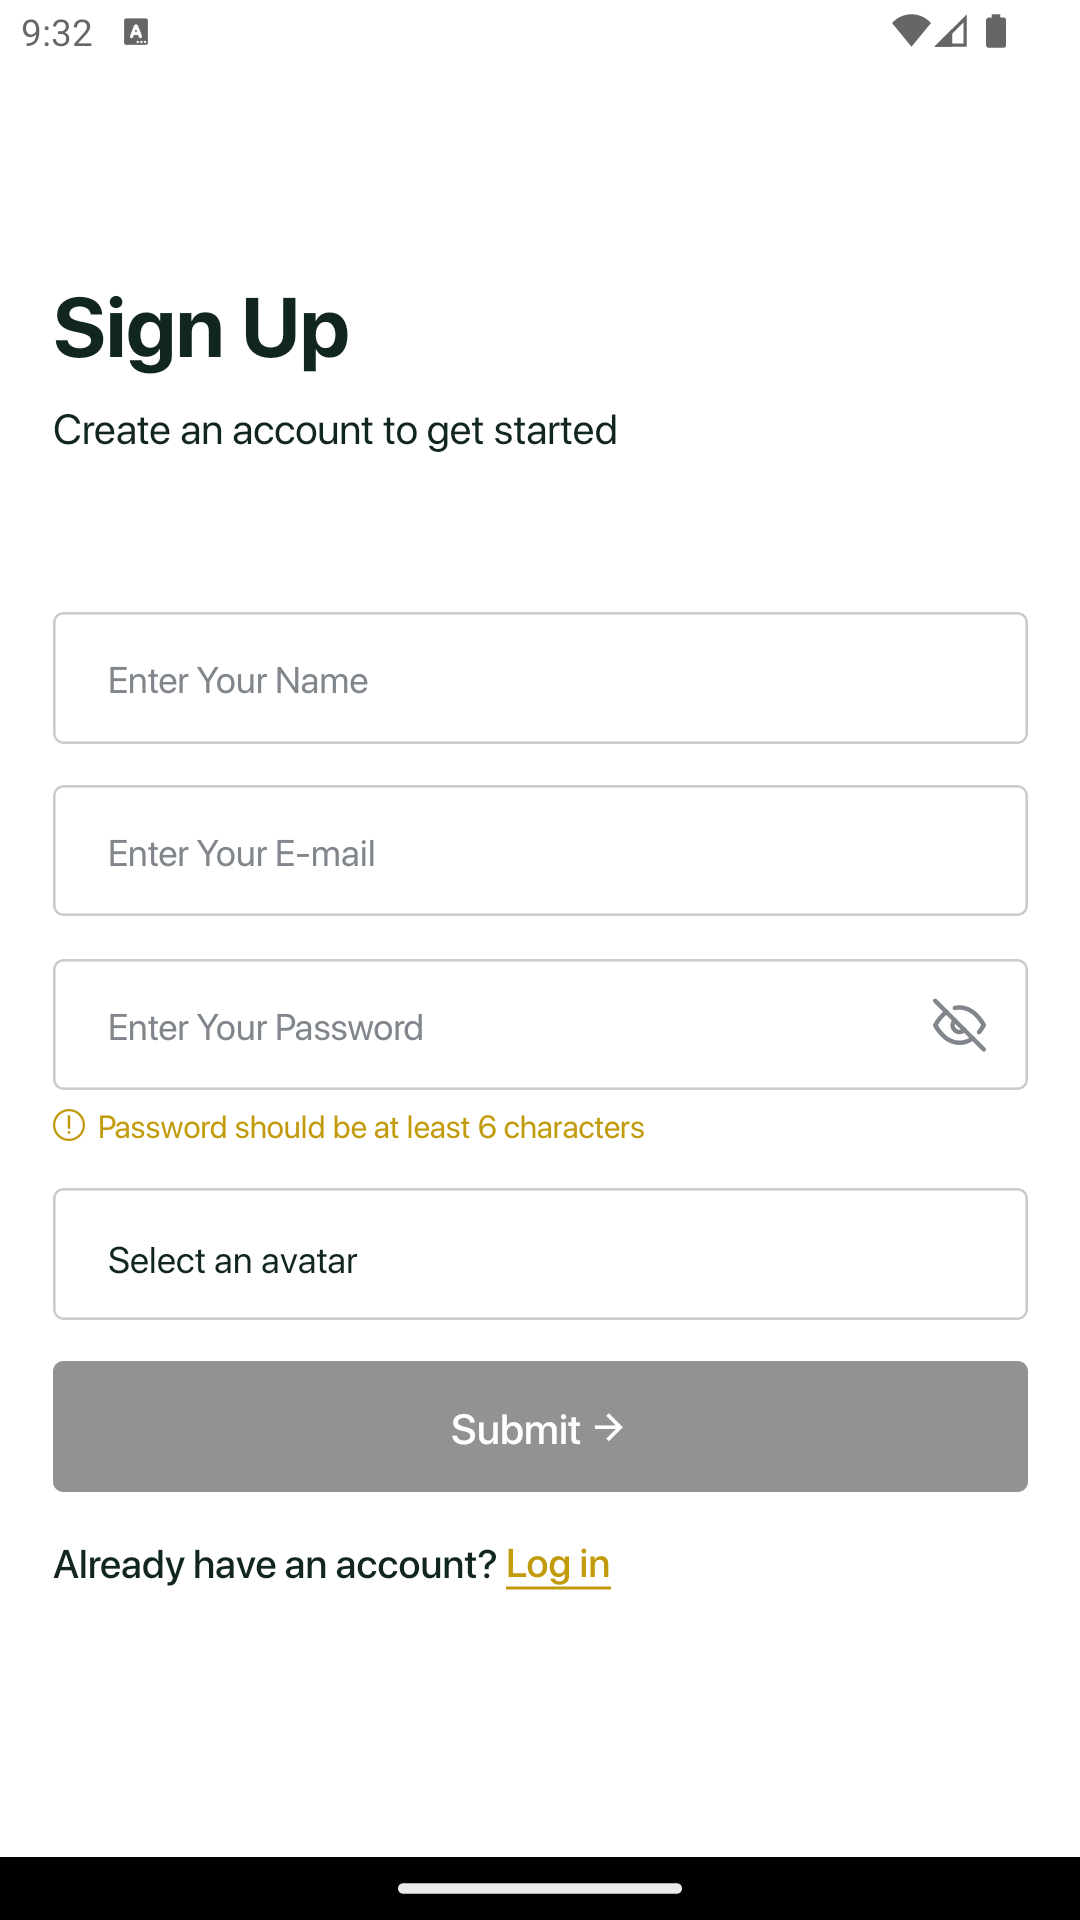 9:32
Sign Up
Create an account to get started
Enter Your Name
Enter Your E-mail
Enter Your Password
Password should be at least 6 characters
Select an avatar
Submit →
Already have an account? Log in